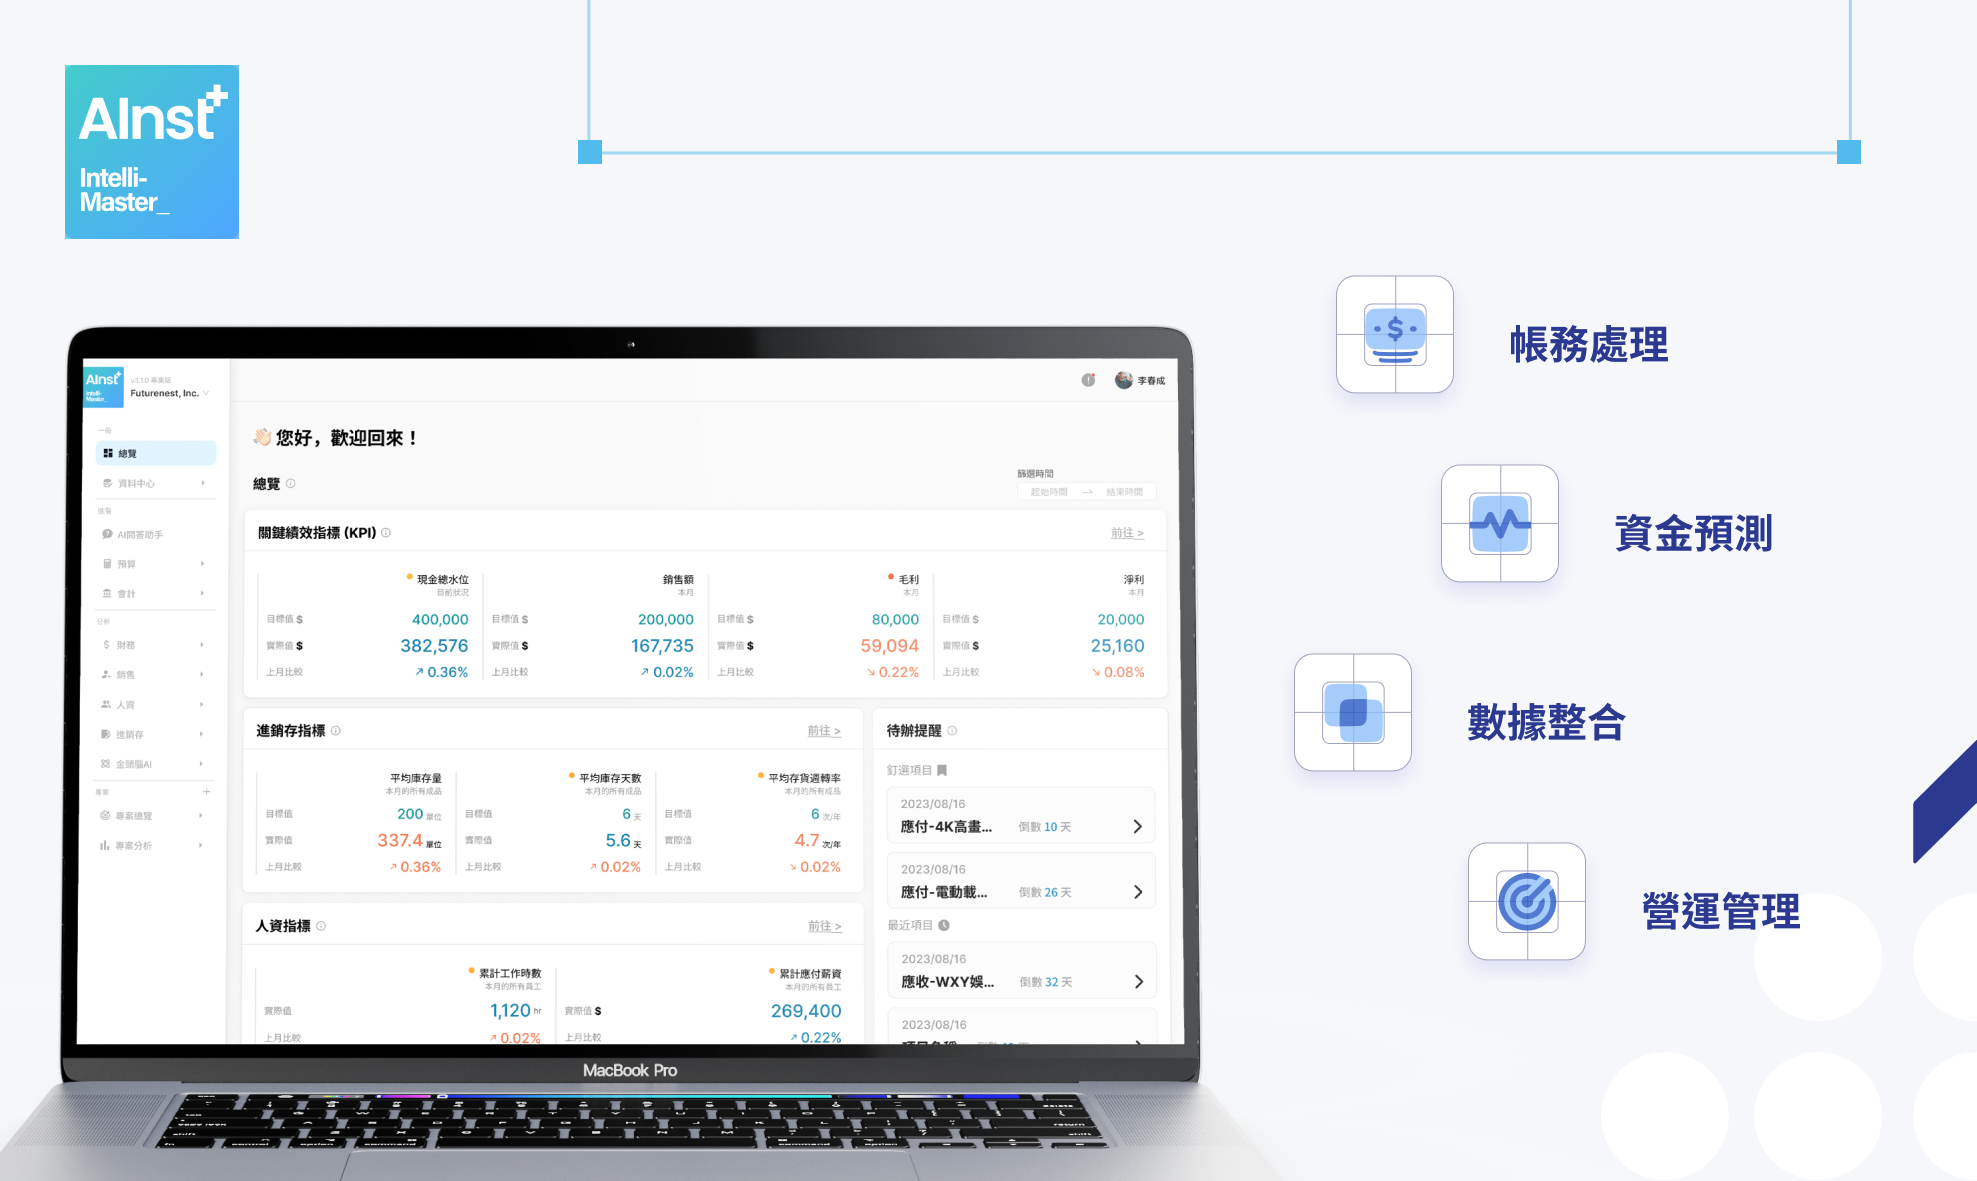 AInst+
Intelli-
Master_
帳務處理
資金預測
數據整合
營運管理
AInst+
Intelli-
Master_
v3.1.0 專業版
Futurenest, Inc.
一般
總覽
資料中心
AI問答助手
預算
會計
分析
$ 財務
銷售
人資
進銷存
金頭腦AI
專案
專案總覽
專案分析
李春成
您好，歡迎回來！
總覽
篩選時間
起始時間 → 結束時間
關鍵績效指標 (KPI)
前往 >
現金總水位
目前狀況
目標值 $ 400,000
實際值 $ 382,576
上月比較 ↗ 0.36%
銷售額
本月
目標值 $ 200,000
實際值 $ 167,735
上月比較 ↗ 0.02%
毛利
本月
目標值 $ 80,000
實際值 $ 59,094
上月比較 ↘ 0.22%
淨利
本月
目標值 $ 20,000
實際值 $ 25,160
上月比較 ↘ 0.08%
進銷存指標
前往 >
平均庫存量
本月的所有成品
目標值 200 單位
實際值 337.4 單位
上月比較 ↗ 0.36%
平均庫存天數
本月的所有成品
目標值 6 天
實際值 5.6 天
上月比較 ↗ 0.02%
平均存貨週轉率
本月的所有成品
目標值 6 次/年
實際值 4.7 次/年
上月比較 ↘ 0.02%
人資指標
前往 >
累計工作時數
本月的所有員工
實際值 1,120 hr
上月比較 ↗ 0.02%
累計應付薪資
本月的所有員工
實際值 $ 269,400
上月比較 ↗ 0.22%
待辦提醒
釘選項目
2023/08/16
應付-4K高畫... 倒數 10 天
2023/08/16
應付-電動載... 倒數 26 天
最近項目
2023/08/16
應收-WXY娛... 倒數 32 天
2023/08/16
MacBook Pro
return
shift
shift
fn
control
option
command
command
option